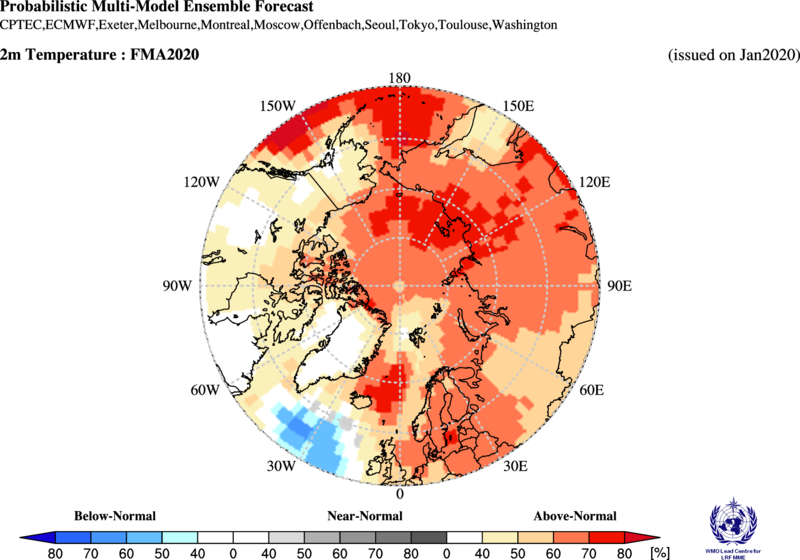 Probabilistic Multi-Model Ensemble Forecast
CPTEC,ECMWF,Exeter,Melbourne,Montreal,Moscow,Offenbach,Seoul,Tokyo,Toulouse,Washington
2m Temperature : FMA2020 (issued on Jan2020)
180
150W 150E
120W 120E
90W 90E
60W 60E
30W 30E
0
Below-Normal Near-Normal Above-Normal
80 70 60 50 40 0 40 50 60 70 80 0 40 50 60 70 80 [%]
WMO Lead Centre for
LRF MME